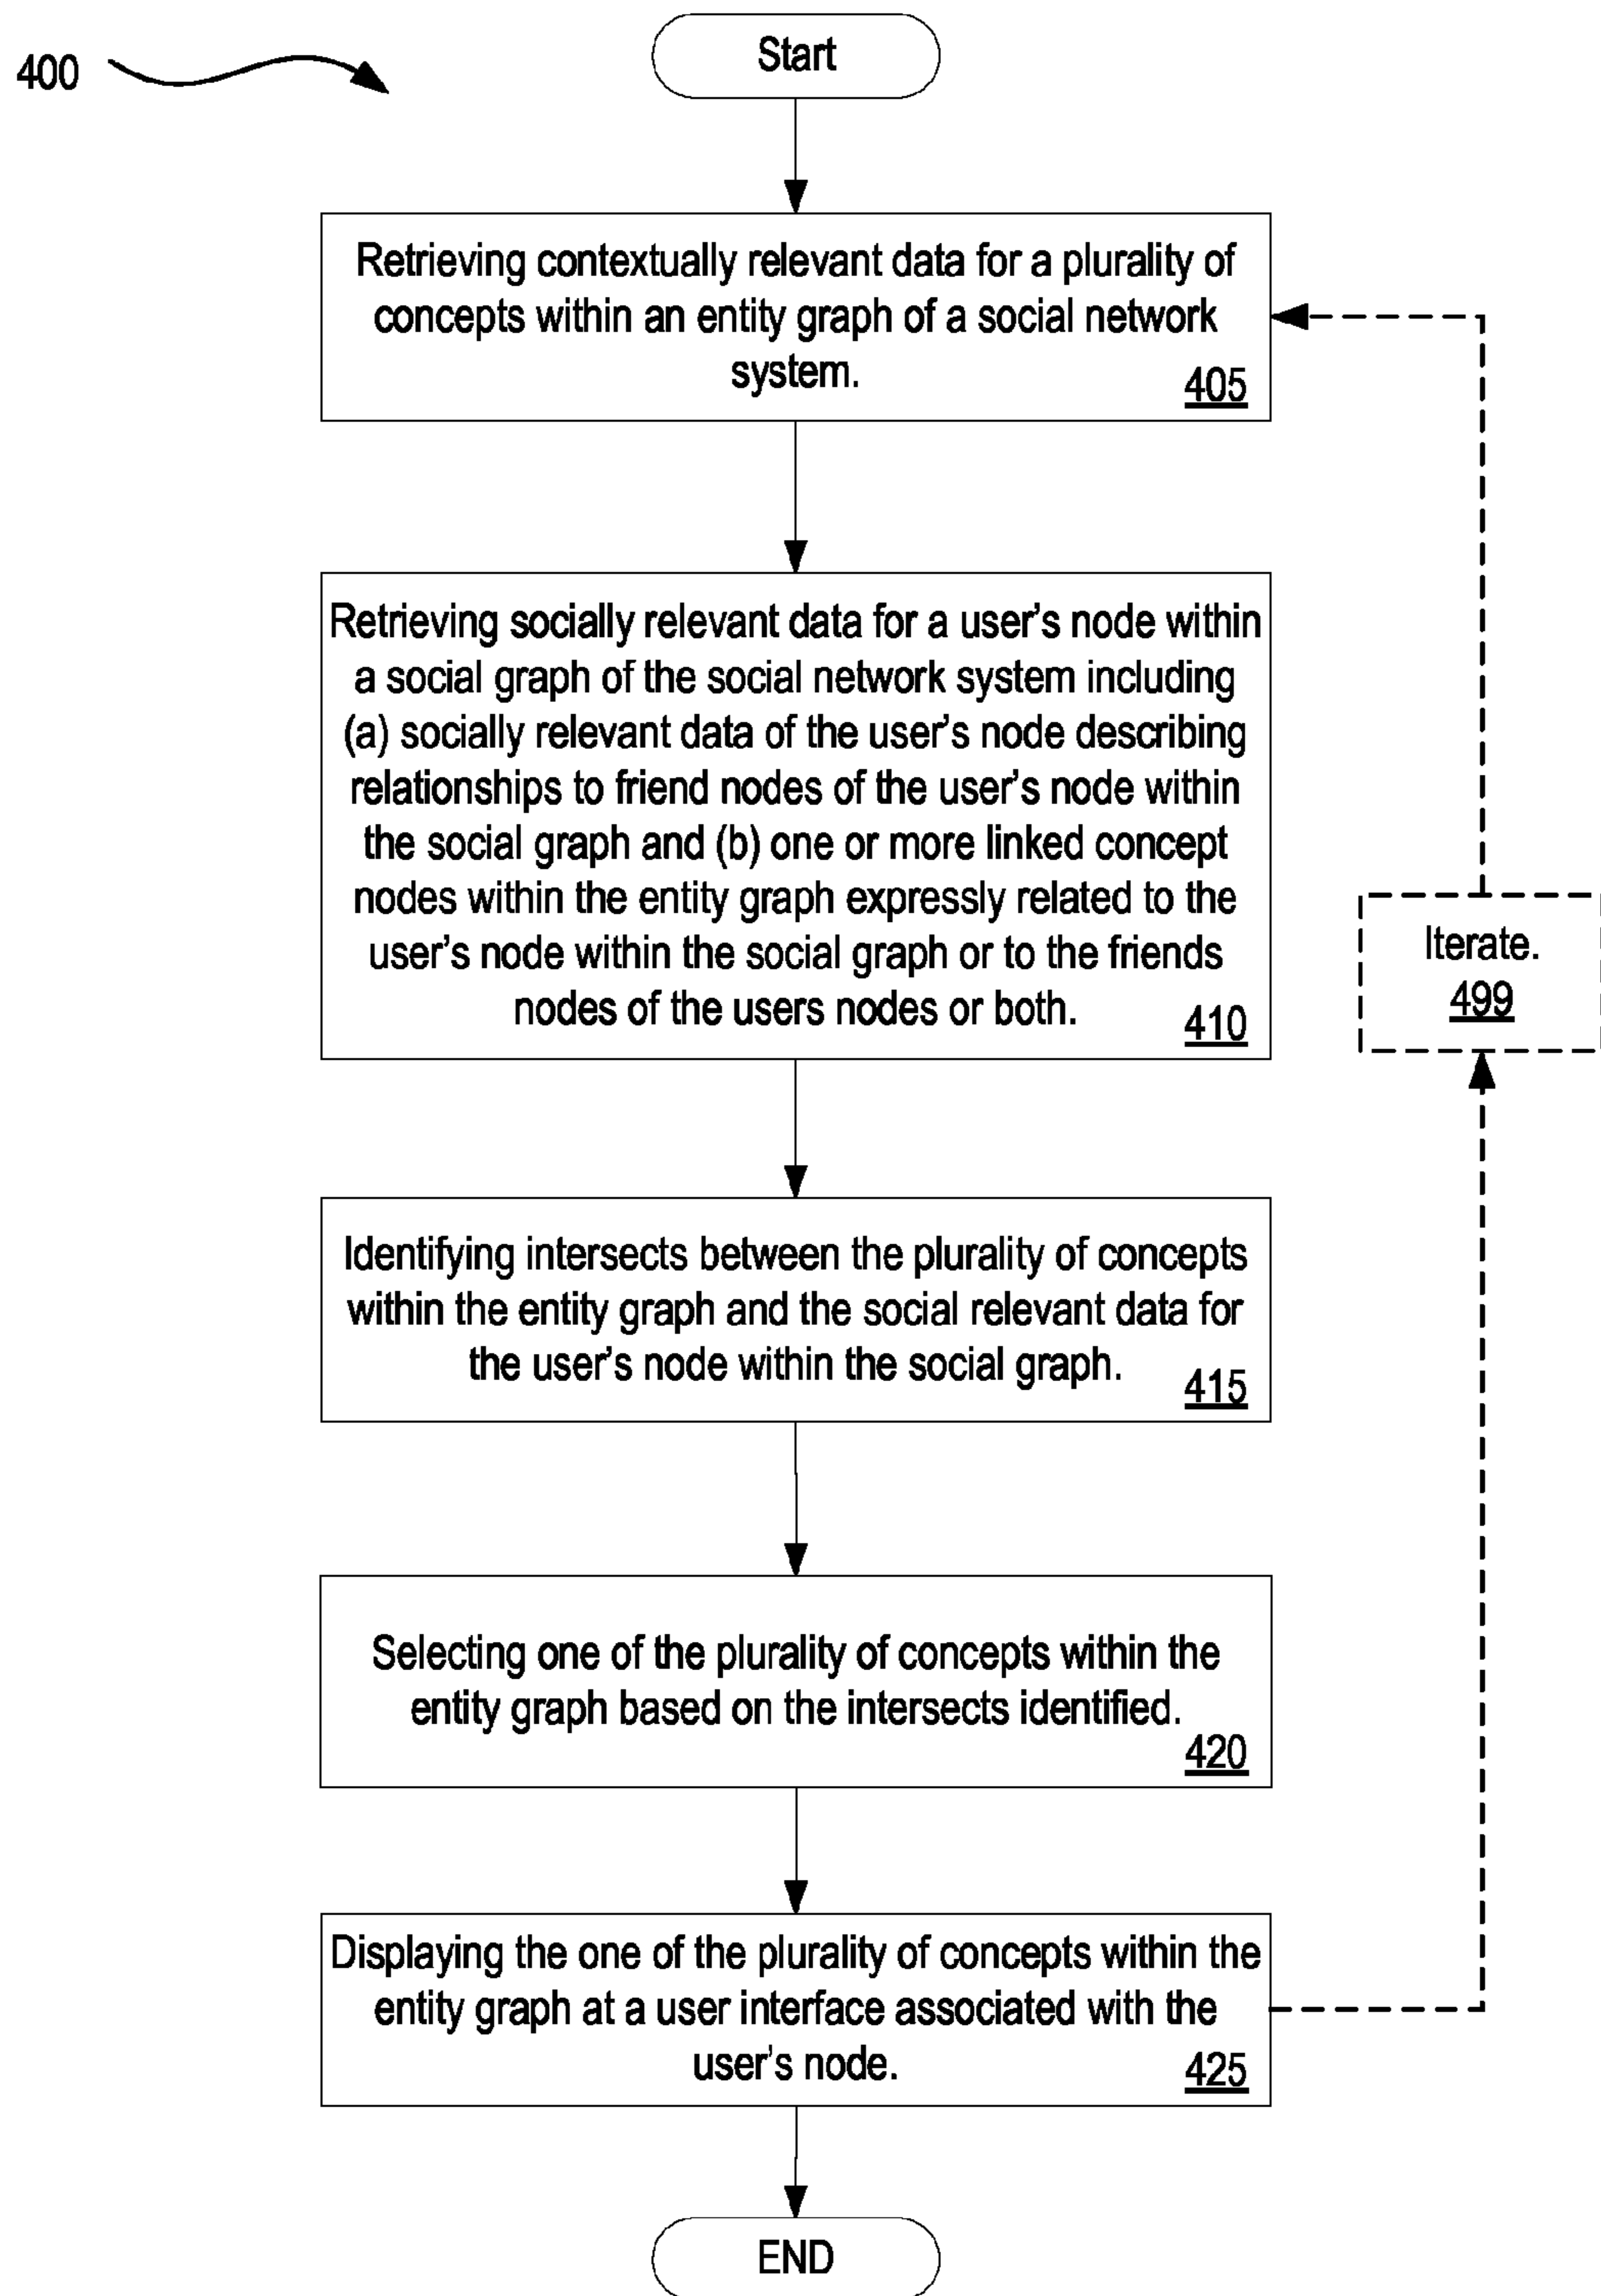 400
Start
Retrieving contextually relevant data for a plurality of
concepts within an entity graph of a social network
system.
405
Retrieving socially relevant data for a user's node within
a social graph of the social network system including
(a) socially relevant data of the user's node describing
relationships to friend nodes of the user's node within
the social graph and (b) one or more linked concept
nodes within the entity graph expressly related to the
user's node within the social graph or to the friends
nodes of the users nodes or both.
410
Iterate.
499
Identifying intersects between the plurality of concepts
within the entity graph and the social relevant data for
the user's node within the social graph.
415
Selecting one of the plurality of concepts within the
entity graph based on the intersects identified.
420
Displaying the one of the plurality of concepts within the
entity graph at a user interface associated with the
user's node.
425
END